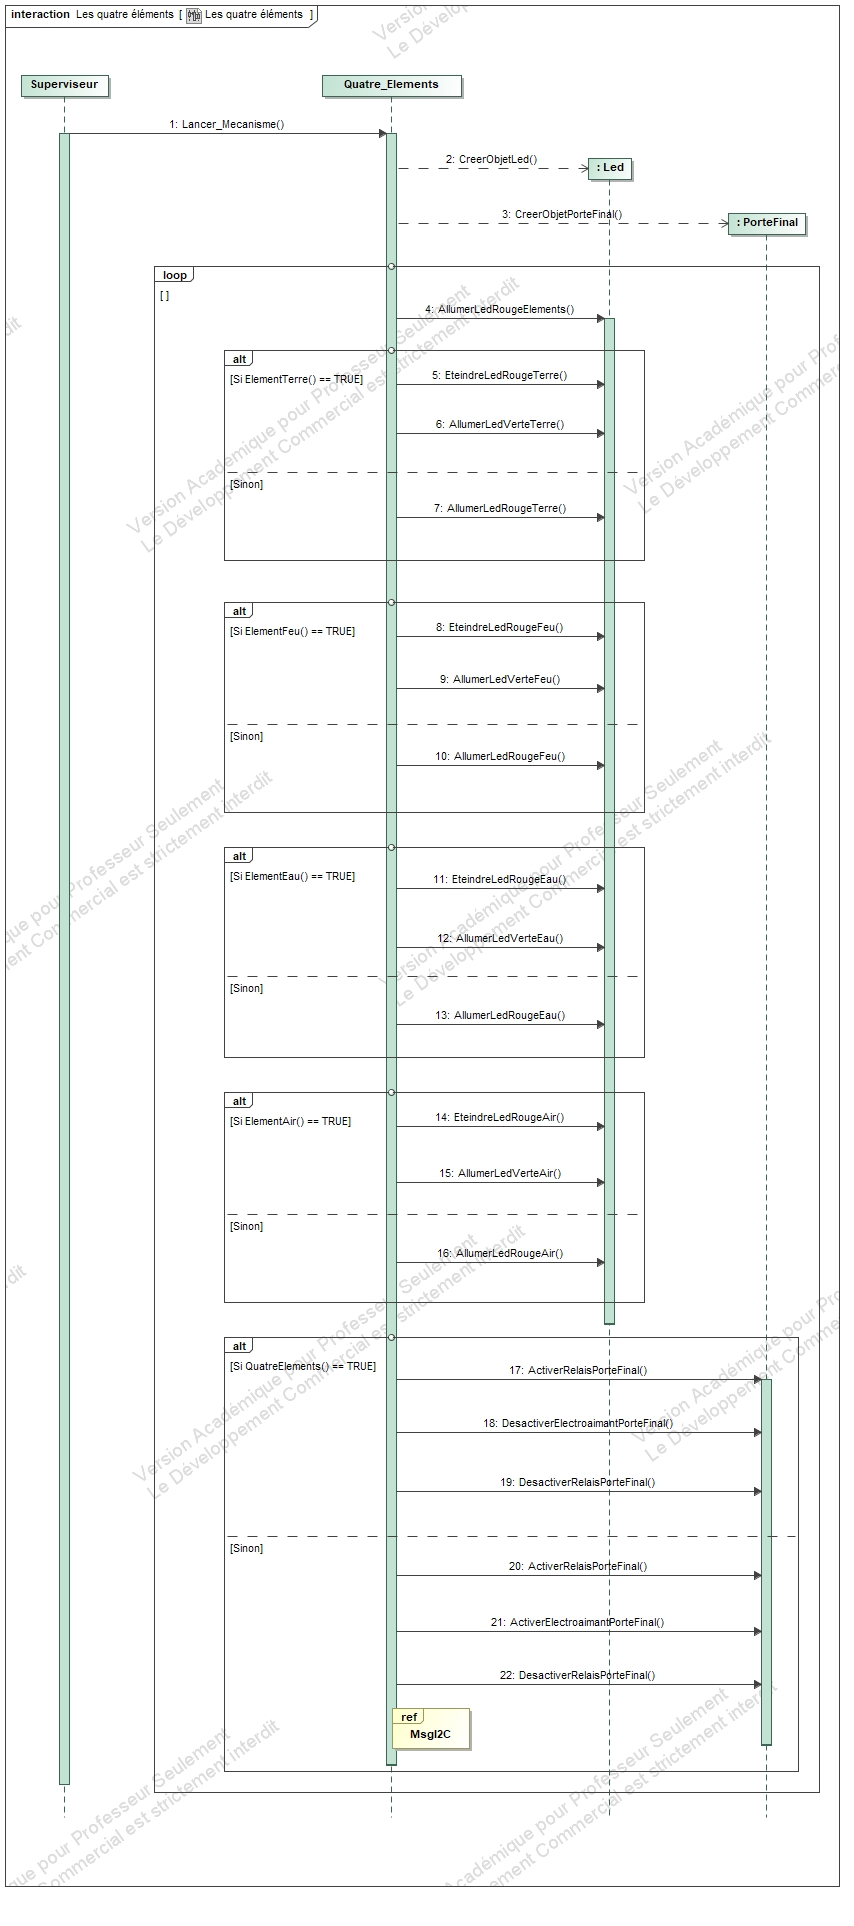 interaction Les quatre éléments [ Les quatre éléments ]
Superviseur
Quatre_Elements
1: Lancer_Mecanisme()
2: CreerObjetLed()
: Led
3: CreerObjetPorteFinal()
: PorteFinal
loop
[ ]
4: AllumerLedRougeElements()
alt
[Si ElementTerre() == TRUE]
5: EteindreLedRougeTerre()
6: AllumerLedVerteTerre()
[Sinon]
7: AllumerLedRougeTerre()
alt
[Si ElementFeu() == TRUE]
8: EteindreLedRougeFeu()
9: AllumerLedVerteFeu()
[Sinon]
10: AllumerLedRougeFeu()
alt
[Si ElementEau() == TRUE]
11: EteindreLedRougeEau()
12: AllumerLedVerteEau()
[Sinon]
13: AllumerLedRougeEau()
alt
[Si ElementAir() == TRUE]
14: EteindreLedRougeAir()
15: AllumerLedVerteAir()
[Sinon]
16: AllumerLedRougeAir()
alt
[Si QuatreElements() == TRUE]
17: ActiverRelaisPorteFinal()
18: DesactiverElectroaimantPorteFinal()
19: DesactiverRelaisPorteFinal()
[Sinon]
20: ActiverRelaisPorteFinal()
21: ActiverElectroaimantPorteFinal()
22: DesactiverRelaisPorteFinal()
ref
MsgI2C
Version Académique pour Professeur Seulement
Le Développement Commercial est strictement interdit